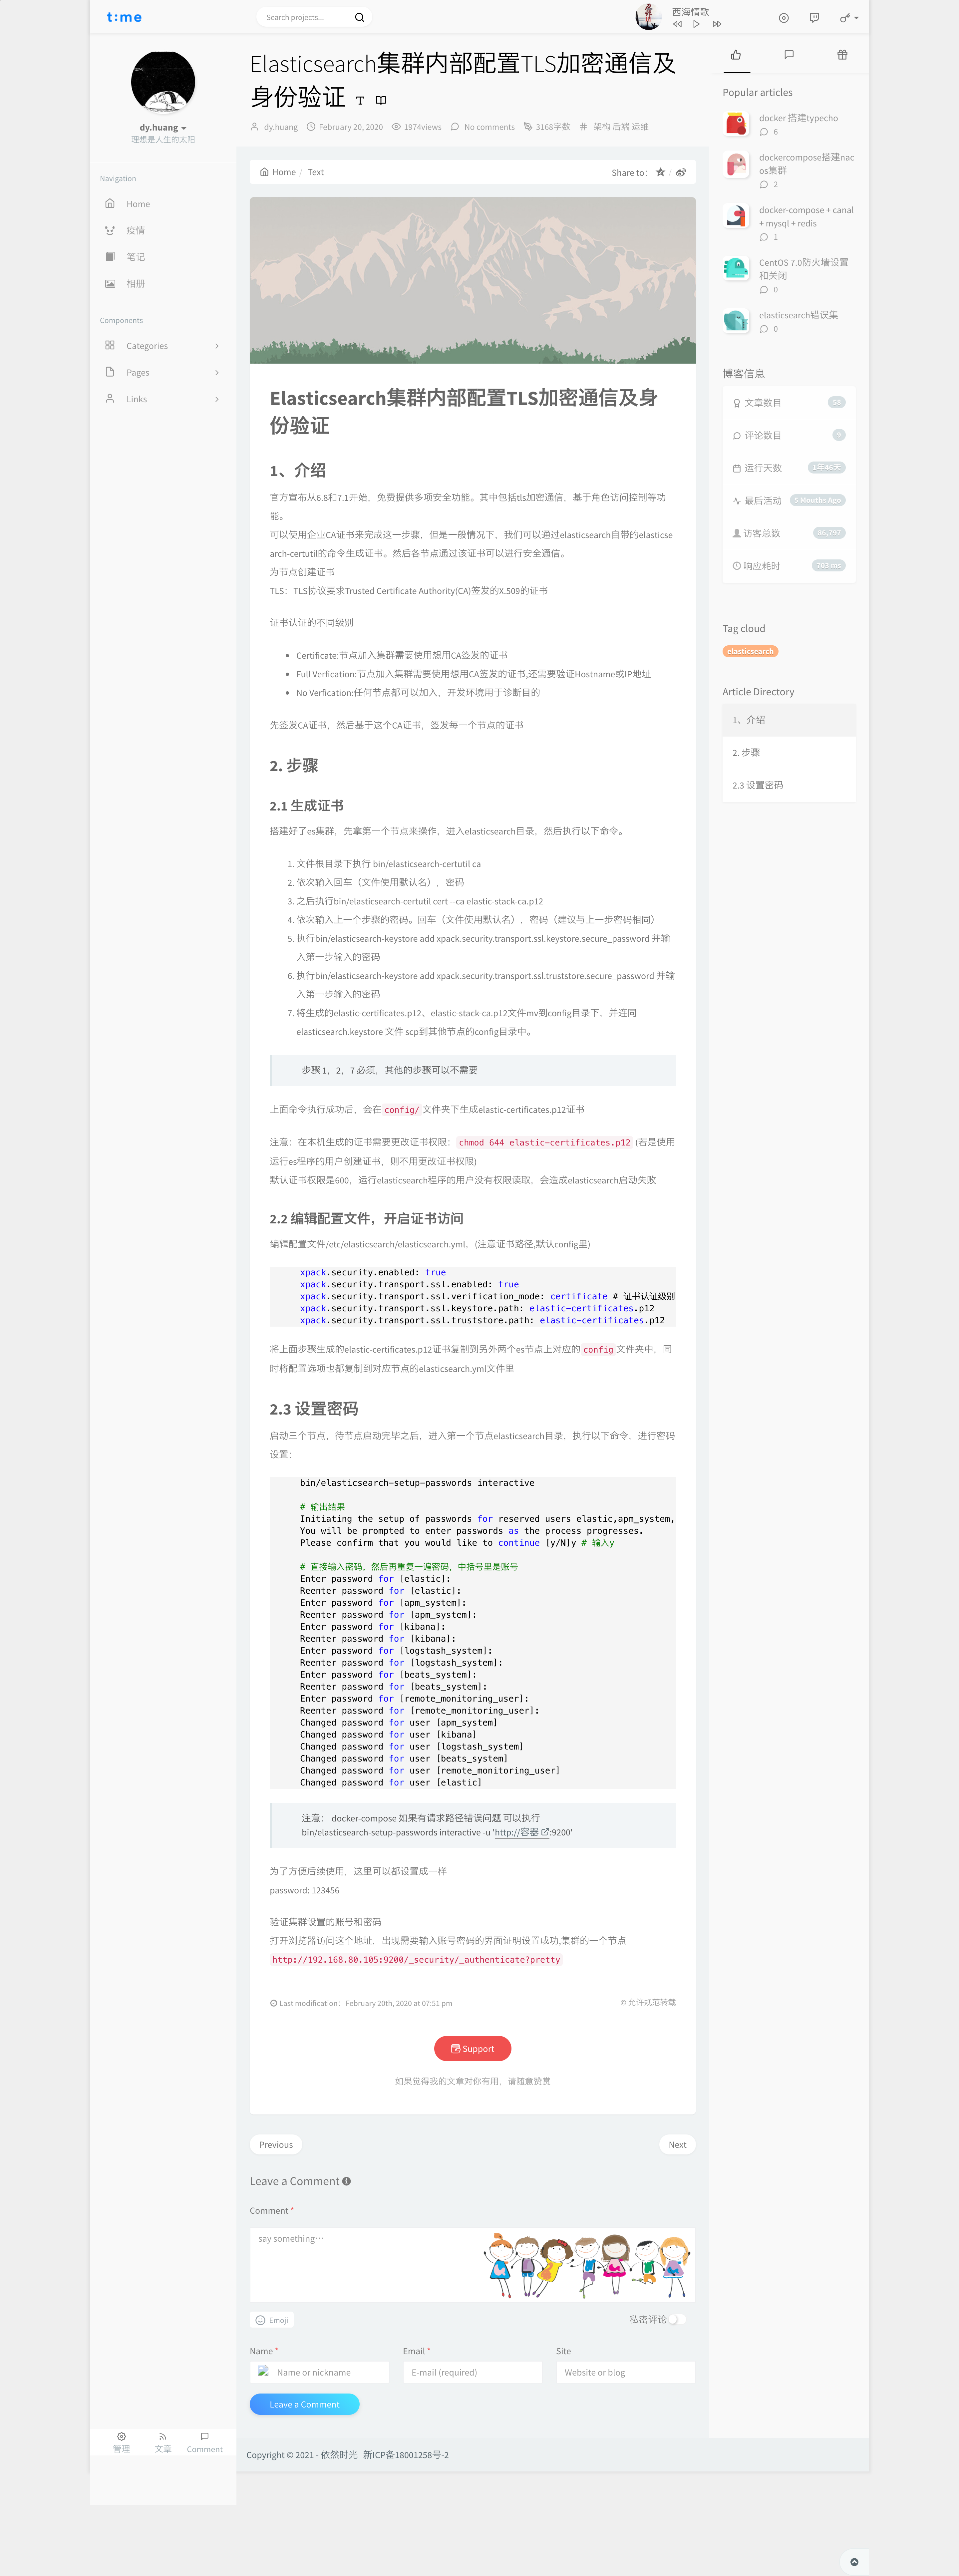 t:me
Search projects...
西海情歌
dy.huang
理想是人生的太阳
Navigation
Home
疫情
笔记
相册
Components
Categories
Pages
Links
Elasticsearch集群内部配置TLS加密通信及
身份验证
dy.huang February 20, 2020 1974views No comments 3168字数 架构 后端 运维
Home / Text
Share to： /
Elasticsearch集群内部配置TLS加密通信及身
份验证
1、介绍
官方宣布从6.8和7.1开始，免费提供多项安全功能。其中包括tls加密通信，基于角色访问控制等功
能。
可以使用企业CA证书来完成这一步骤，但是一般情况下，我们可以通过elasticsearch自带的elasticse
arch-certutil的命令生成证书。然后各节点通过该证书可以进行安全通信。
为节点创建证书
TLS：TLS协议要求Trusted Certificate Authority(CA)签发的X.509的证书
证书认证的不同级别
• Certificate:节点加入集群需要使用想用CA签发的证书
• Full Verfication:节点加入集群需要使用想用CA签发的证书,还需要验证Hostname或IP地址
• No Verfication:任何节点都可以加入，开发环境用于诊断目的
先签发CA证书，然后基于这个CA证书，签发每一个节点的证书
2. 步骤
2.1 生成证书
搭建好了es集群，先拿第一个节点来操作，进入elasticsearch目录，然后执行以下命令。
1. 文件根目录下执行 bin/elasticsearch-certutil ca
2. 依次输入回车（文件使用默认名），密码
3. 之后执行bin/elasticsearch-certutil cert --ca elastic-stack-ca.p12
4. 依次输入上一个步骤的密码。回车（文件使用默认名），密码（建议与上一步密码相同）
5. 执行bin/elasticsearch-keystore add xpack.security.transport.ssl.keystore.secure_password 并输
入第一步输入的密码
6. 执行bin/elasticsearch-keystore add xpack.security.transport.ssl.truststore.secure_password 并输
入第一步输入的密码
7. 将生成的elastic-certificates.p12、elastic-stack-ca.p12文件mv到config目录下，并连同
elasticsearch.keystore 文件 scp到其他节点的config目录中。
步骤 1，2，7 必须，其他的步骤可以不需要
上面命令执行成功后，会在 config/ 文件夹下生成elastic-certificates.p12证书
注意：在本机生成的证书需要更改证书权限： chmod 644 elastic-certificates.p12 (若是使用
运行es程序的用户创建证书，则不用更改证书权限)
默认证书权限是600，运行elasticsearch程序的用户没有权限读取，会造成elasticsearch启动失败
2.2 编辑配置文件，开启证书访问
编辑配置文件/etc/elasticsearch/elasticsearch.yml，(注意证书路径,默认config里)
xpack.security.enabled: true
xpack.security.transport.ssl.enabled: true
xpack.security.transport.ssl.verification_mode: certificate # 证书认证级别
xpack.security.transport.ssl.keystore.path: elastic-certificates.p12
xpack.security.transport.ssl.truststore.path: elastic-certificates.p12
将上面步骤生成的elastic-certificates.p12证书复制到另外两个es节点上对应的 config 文件夹中，同
时将配置选项也都复制到对应节点的elasticsearch.yml文件里
2.3 设置密码
启动三个节点，待节点启动完毕之后，进入第一个节点elasticsearch目录，执行以下命令，进行密码
设置：
bin/elasticsearch-setup-passwords interactive
# 输出结果
Initiating the setup of passwords for reserved users elastic,apm_system,
You will be prompted to enter passwords as the process progresses.
Please confirm that you would like to continue [y/N]y # 输入y
# 直接输入密码，然后再重复一遍密码，中括号里是账号
Enter password for [elastic]:
Reenter password for [elastic]:
Enter password for [apm_system]:
Reenter password for [apm_system]:
Enter password for [kibana]:
Reenter password for [kibana]:
Enter password for [logstash_system]:
Reenter password for [logstash_system]:
Enter password for [beats_system]:
Reenter password for [beats_system]:
Enter password for [remote_monitoring_user]:
Reenter password for [remote_monitoring_user]:
Changed password for user [apm_system]
Changed password for user [kibana]
Changed password for user [logstash_system]
Changed password for user [beats_system]
Changed password for user [remote_monitoring_user]
Changed password for user [elastic]
注意： docker-compose 如果有请求路径错误问题 可以执行
bin/elasticsearch-setup-passwords interactive -u 'http://容器 :9200'
为了方便后续使用，这里可以都设置成一样
password: 123456
验证集群设置的账号和密码
打开浏览器访问这个地址，出现需要输入账号密码的界面证明设置成功,集群的一个节点
http://192.168.80.105:9200/_security/_authenticate?pretty
Last modification：February 20th, 2020 at 07:51 pm
© 允许规范转载
Support
如果觉得我的文章对你有用，请随意赞赏
Previous
Next
Leave a Comment
Comment *
say something…
Emoji
私密评论
Name *
Email *
Site
Name or nickname
E-mail (required)
Website or blog
Leave a Comment
Popular articles
docker 搭建typecho
6
dockercompose搭建nac
os集群
2
docker-compose + canal
+ mysql + redis
1
CentOS 7.0防火墙设置
和关闭
0
elasticsearch错误集
0
博客信息
文章数目
58
评论数目
9
运行天数
1年46天
最后活动
5 Mouths Ago
访客总数
响应耗时
703 ms
Tag cloud
elasticsearch
Article Directory
1、介绍
2. 步骤
2.3 设置密码
管理
文章
Comment
Copyright © 2021 - 依然时光 新ICP备18001258号-2